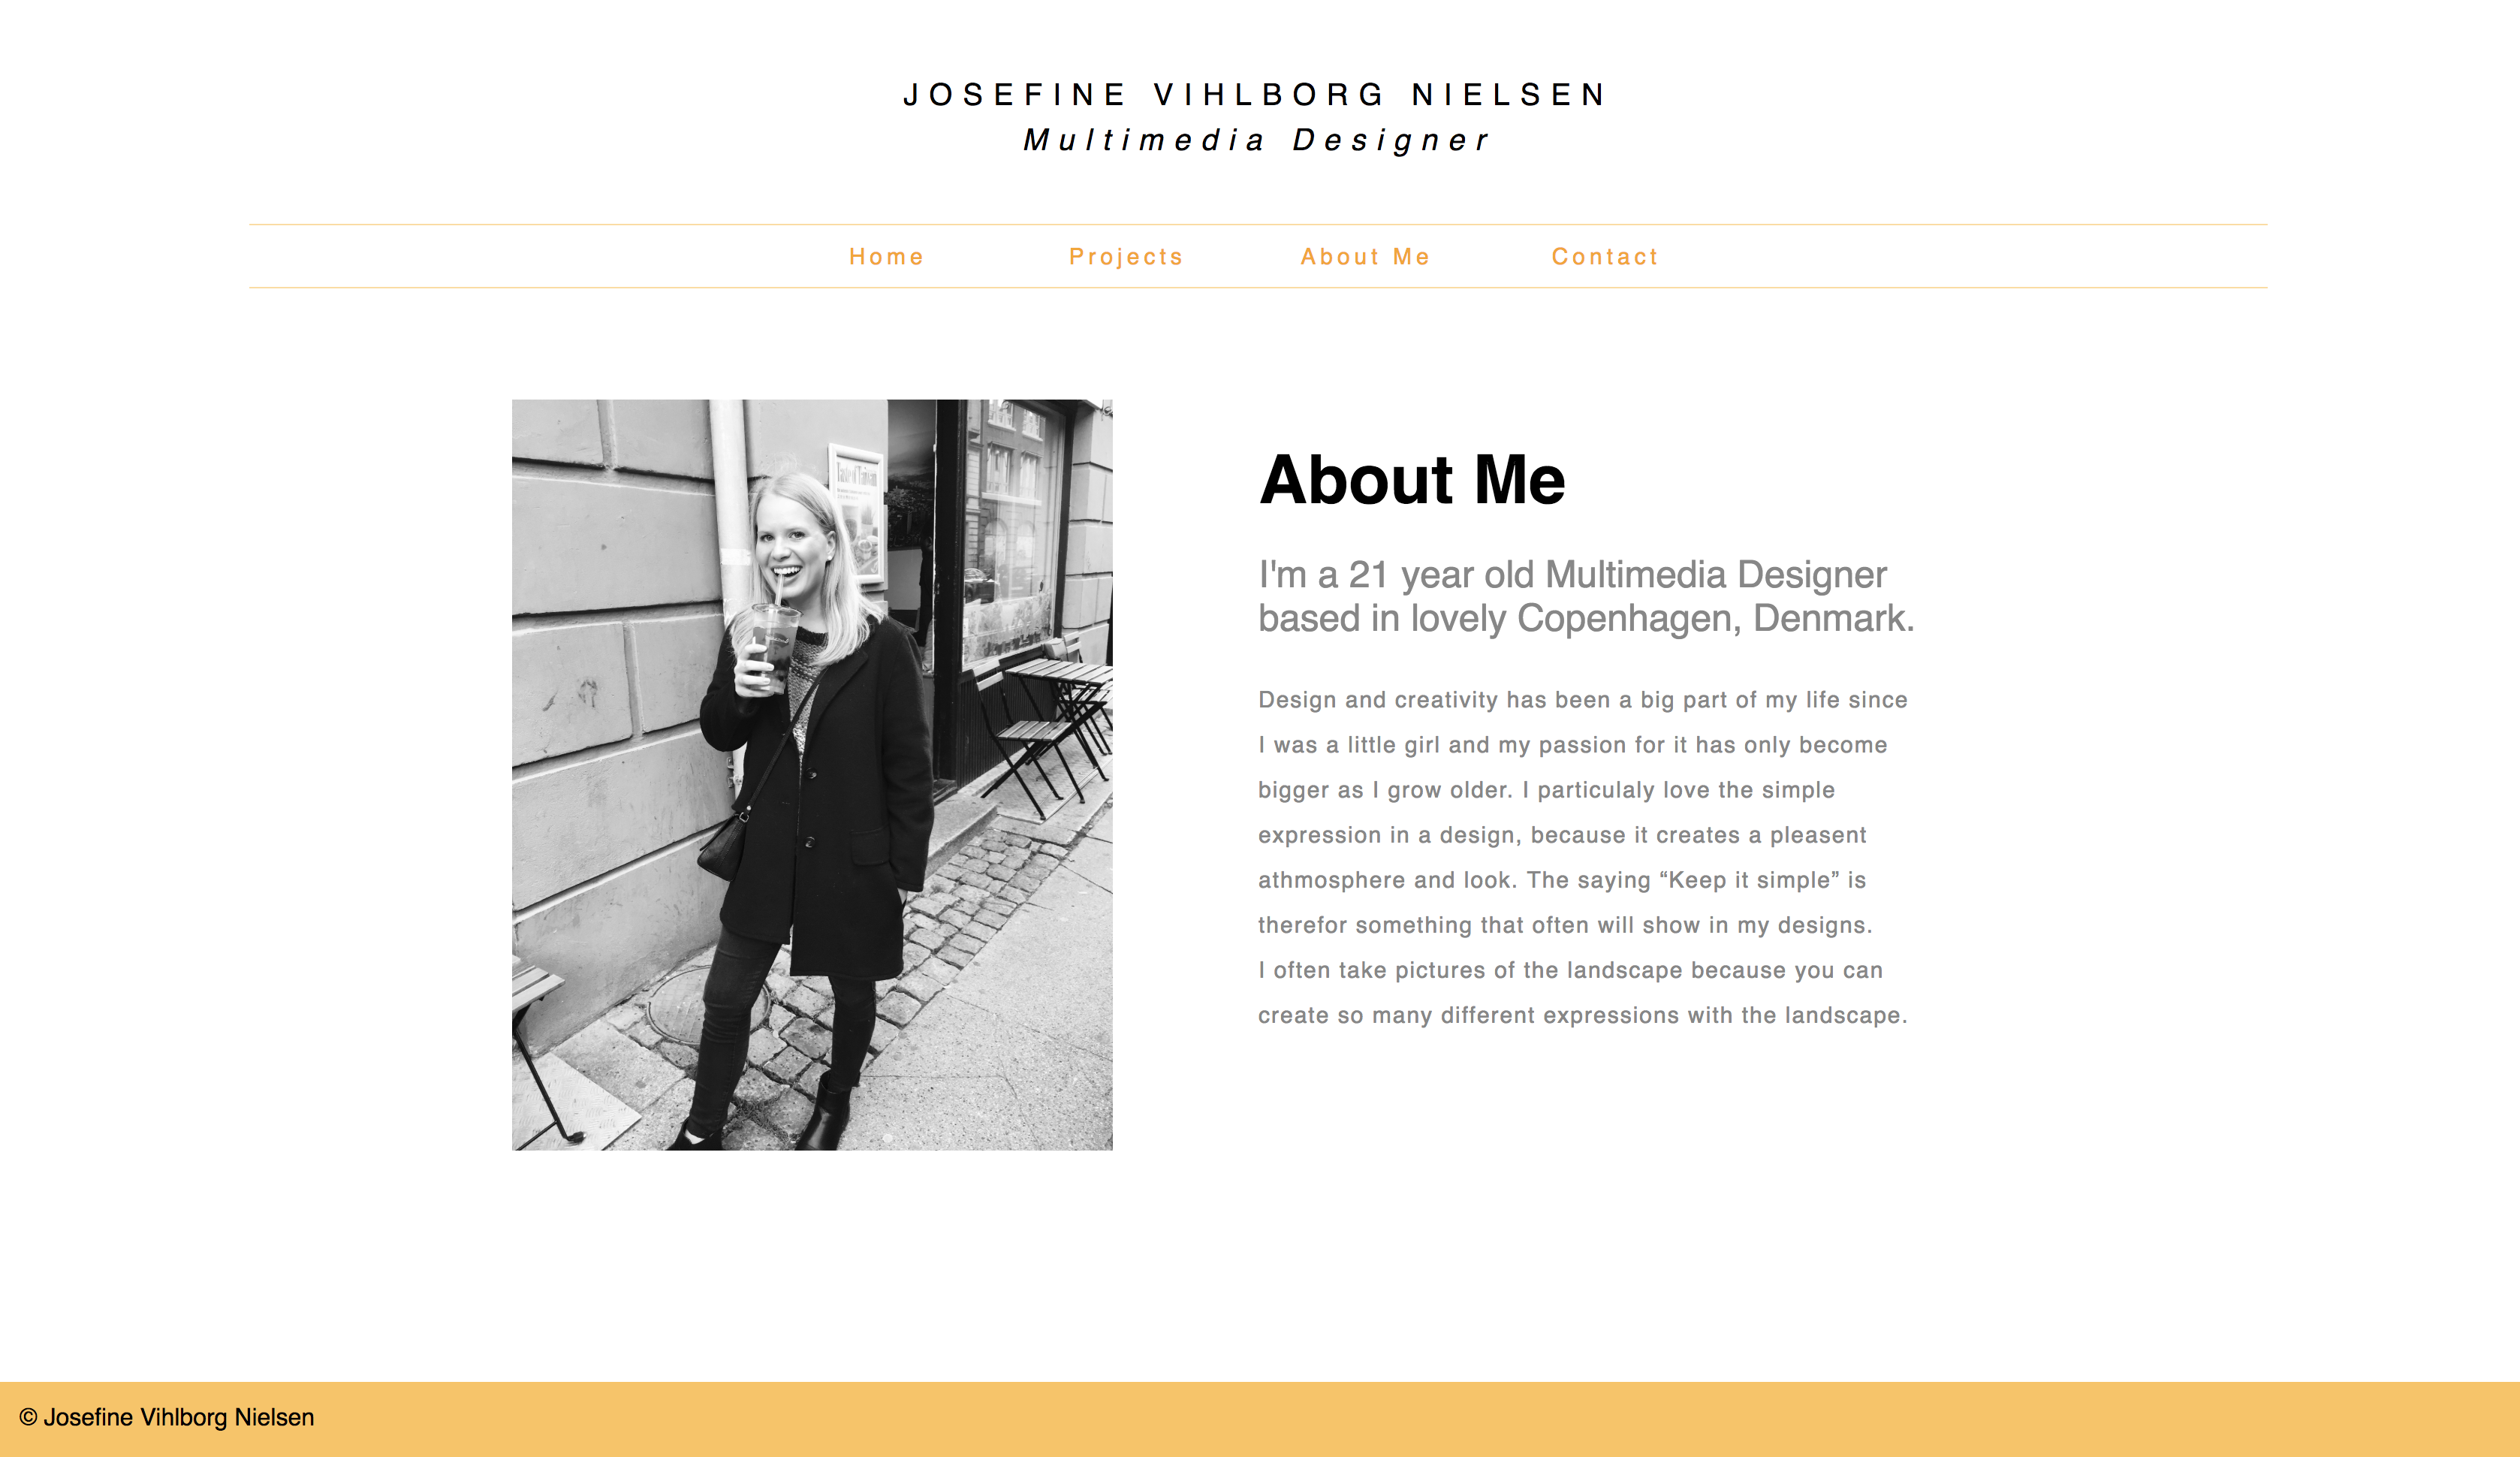 JOSEFINE VIHLBORG NIELSEN
Multimedia Designer
Home Projects About Me Contact
Taste of Taiwan
About Me
I'm a 21 year old Multimedia Designer
based in lovely Copenhagen, Denmark.
Design and creativity has been a big part of my life since
I was a little girl and my passion for it has only become
bigger as I grow older. I particulaly love the simple
expression in a design, because it creates a pleasent
athmosphere and look. The saying “Keep it simple” is
therefor something that often will show in my designs.
I often take pictures of the landscape because you can
create so many different expressions with the landscape.
© Josefine Vihlborg Nielsen